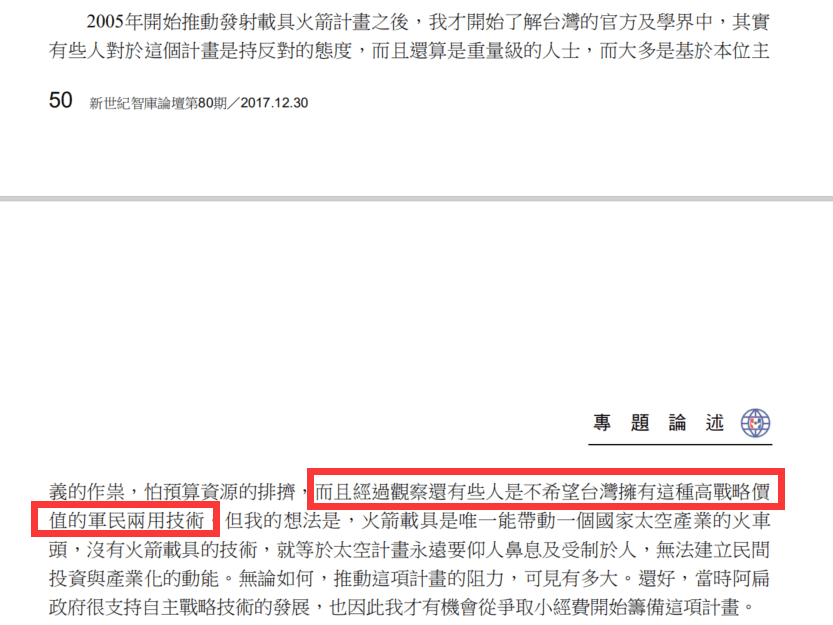 2005年開始推動發射載具火箭計畫之後，我才開始了解台灣的官方及學界中，其實
有些人對於這個計畫是持反對的態度，而且還算是重量級的人士，而大多是基於本位主
50 新世紀智庫論壇第80期／2017.12.30
專題論述
義的作祟，怕預算資源的排擠，而且經過觀察還有些人是不希望台灣擁有這種高戰略價
值的軍民兩用技術。但我的想法是，火箭載具是唯一能帶動一個國家太空產業的火車
頭，沒有火箭載具的技術，就等於太空計畫永遠要仰人鼻息及受制於人，無法建立民間
投資與產業化的動能。無論如何，推動這項計畫的阻力，可見有多大。還好，當時阿扁
政府很支持自主戰略技術的發展，也因此我才有機會從爭取小經費開始籌備這項計畫。